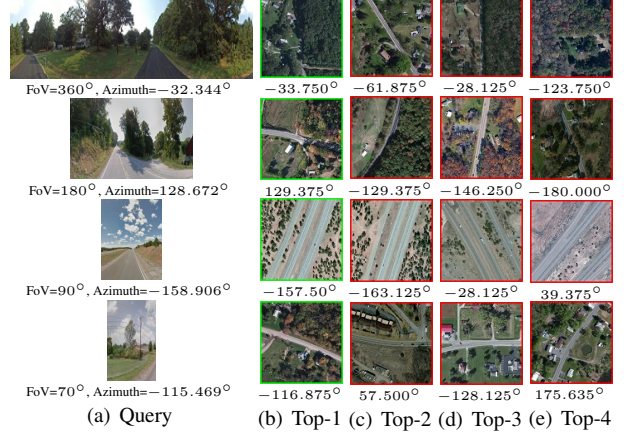 FoV=360°, Azimuth=−32.344° −33.750° −61.875° −28.125° −123.750°
FoV=180°, Azimuth=128.672° 129.375° −129.375° −146.250° −180.000°
FoV=90°, Azimuth=−158.906° −157.50° −163.125° −28.125° 39.375°
FoV=70°, Azimuth=−115.469° −116.875° 57.500° −128.125° 175.635°
(a) Query (b) Top-1 (c) Top-2 (d) Top-3 (e) Top-4